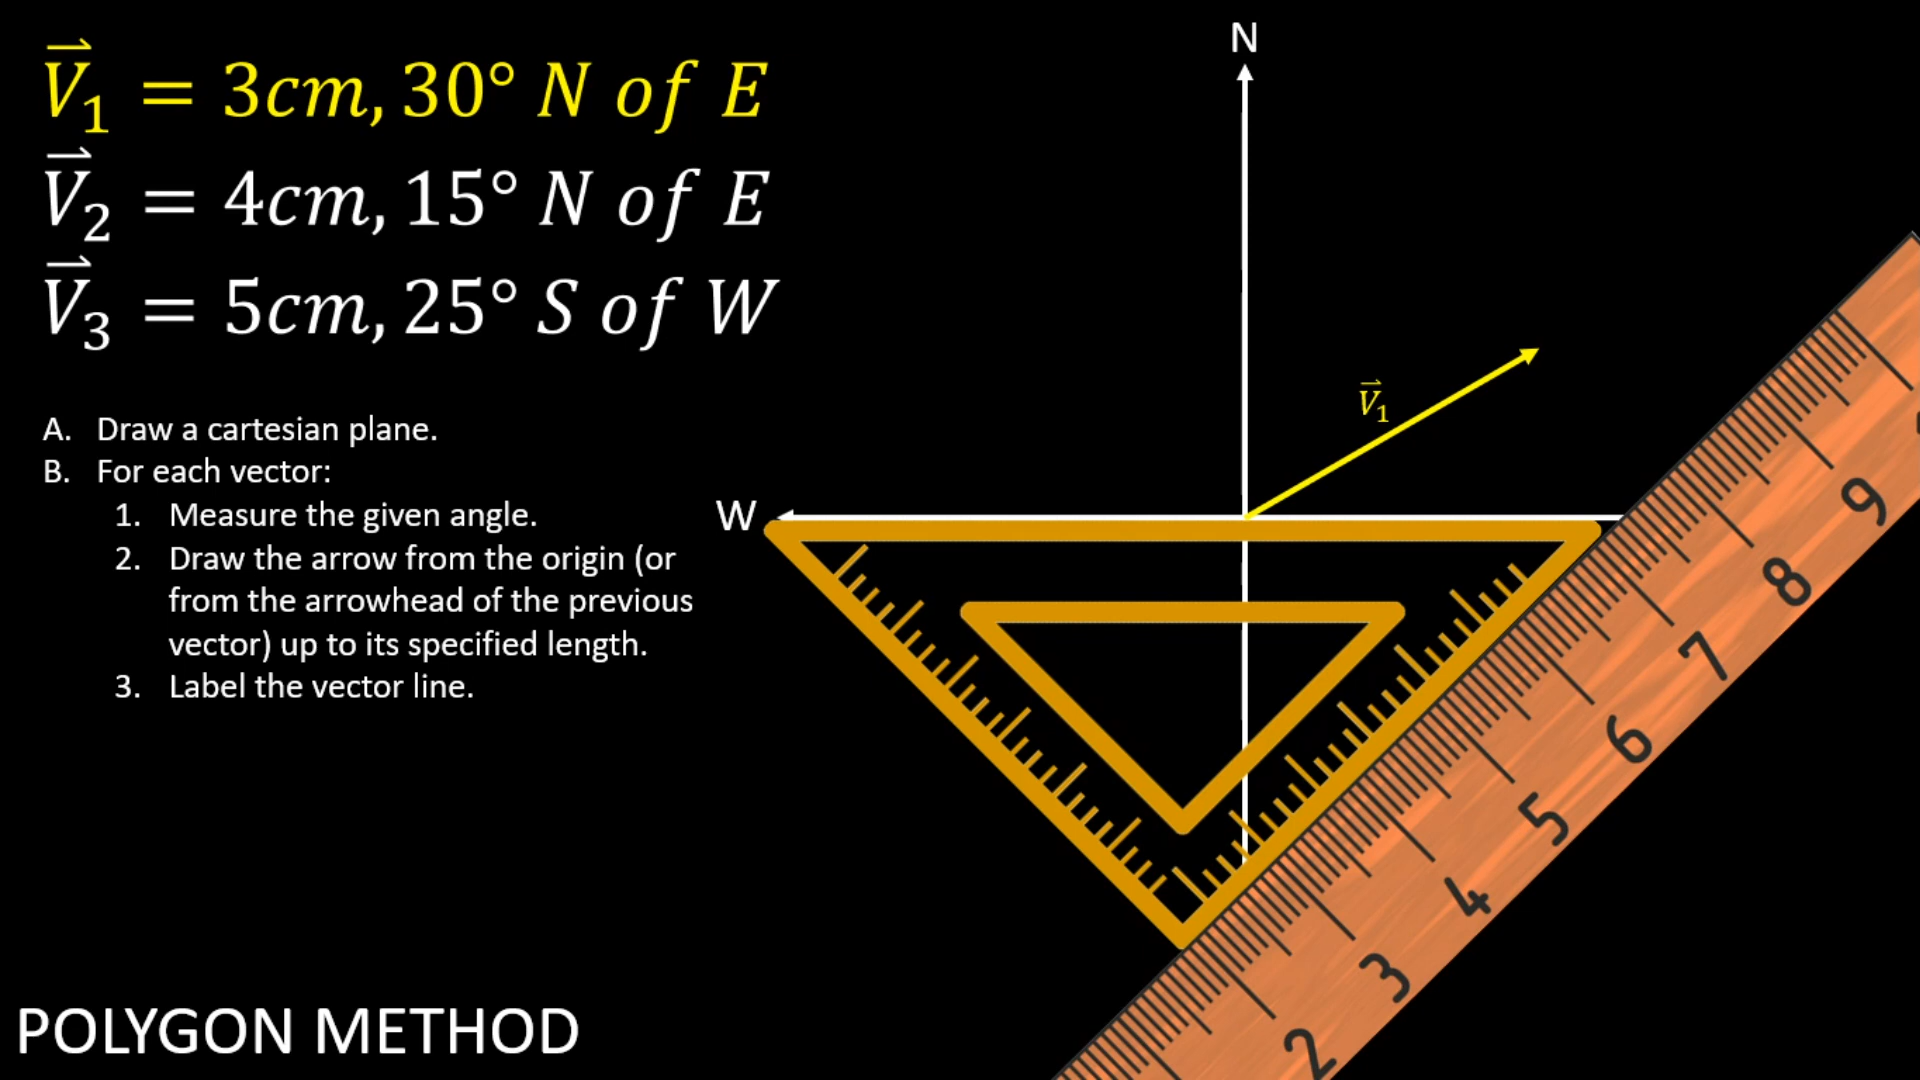 V⃗₁ = 3cm, 30° N of E
V⃗₂ = 4cm, 15° N of E
V⃗₃ = 5cm, 25° S of W
A. Draw a cartesian plane.
B. For each vector:
1. Measure the given angle.
2. Draw the arrow from the origin (or
from the arrowhead of the previous
vector) up to its specified length.
3. Label the vector line.
POLYGON METHOD
N
V⃗₁
W
9
8
7
6
5
4
3
2